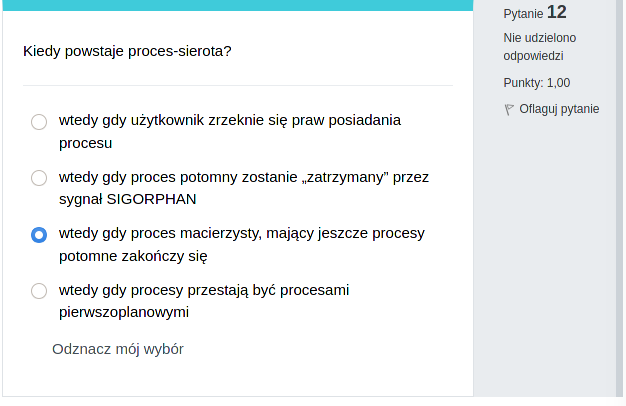 Kiedy powstaje proces-sierota?
wtedy gdy użytkownik zrzeknie się praw posiadania
procesu
wtedy gdy proces potomny zostanie „zatrzymany” przez
sygnał SIGORPHAN
wtedy gdy proces macierzysty, mający jeszcze procesy
potomne zakończy się
wtedy gdy procesy przestają być procesami
pierwszoplanowymi
Odznacz mój wybór
Pytanie 12
Nie udzielono
odpowiedzi
Punkty: 1,00
Oflaguj pytanie